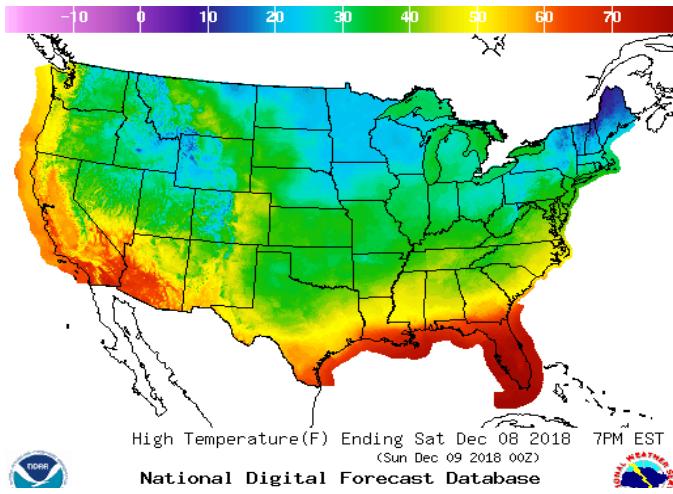 -10 0 10 20 30 40 50 60 70
High Temperature(F) Ending Sat Dec 08 2018 7PM EST
(Sun Dec 09 2018 00Z)
National Digital Forecast Database